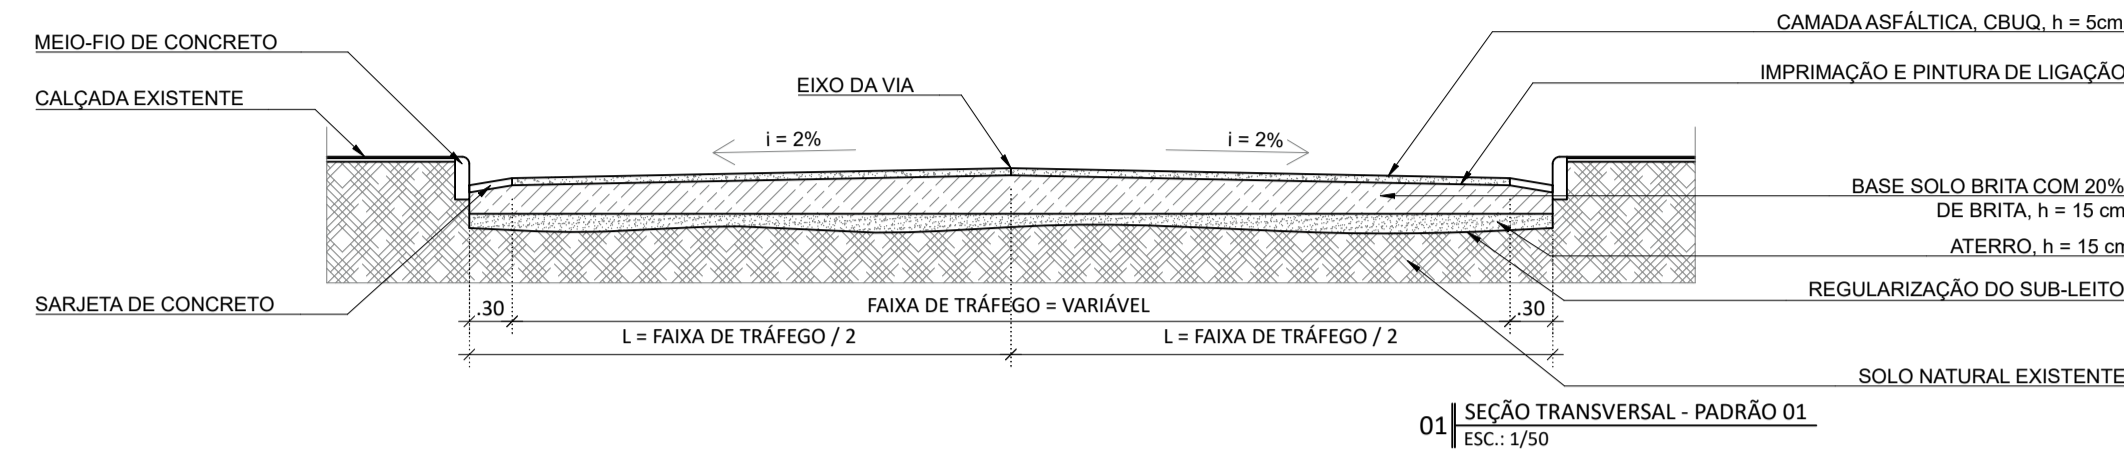 CAMADA ASFÁLTICA, CBUQ, h = 5cm
MEIO-FIO DE CONCRETO
IMPRIMAÇÃO E PINTURA DE LIGAÇÃO
EIXO DA VIA
CALÇADA EXISTENTE
i = 2%
i = 2%
BASE SOLO BRITA COM 20%
DE BRITA, h = 15 cm
ATERRO, h = 15 cm
REGULARIZAÇÃO DO SUB-LEITO
SARJETA DE CONCRETO
.30
FAIXA DE TRÁFEGO = VARIÁVEL
.30
L = FAIXA DE TRÁFEGO / 2
L = FAIXA DE TRÁFEGO / 2
SOLO NATURAL EXISTENTE
01
SEÇÃO TRANSVERSAL - PADRÃO 01
ESC.: 1/50